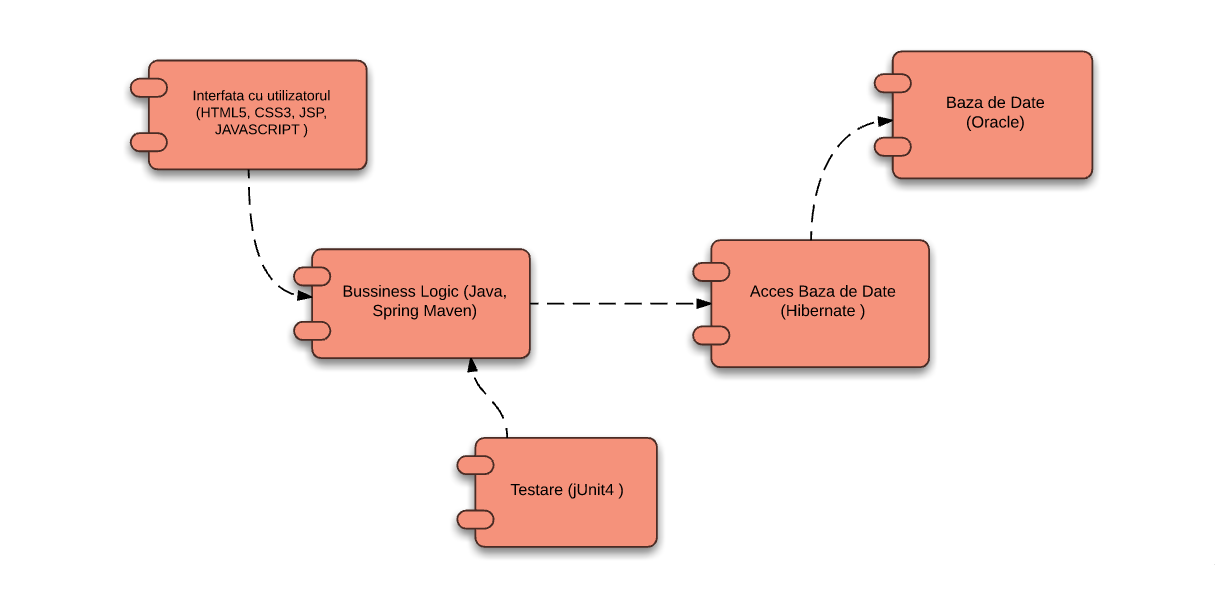 Interfata cu utilizatorul
(HTML5, CSS3, JSP,
JAVASCRIPT )
Baza de Date
(Oracle)
Bussiness Logic (Java,
Spring Maven)
Acces Baza de Date
(Hibernate )
Testare (jUnit4 )